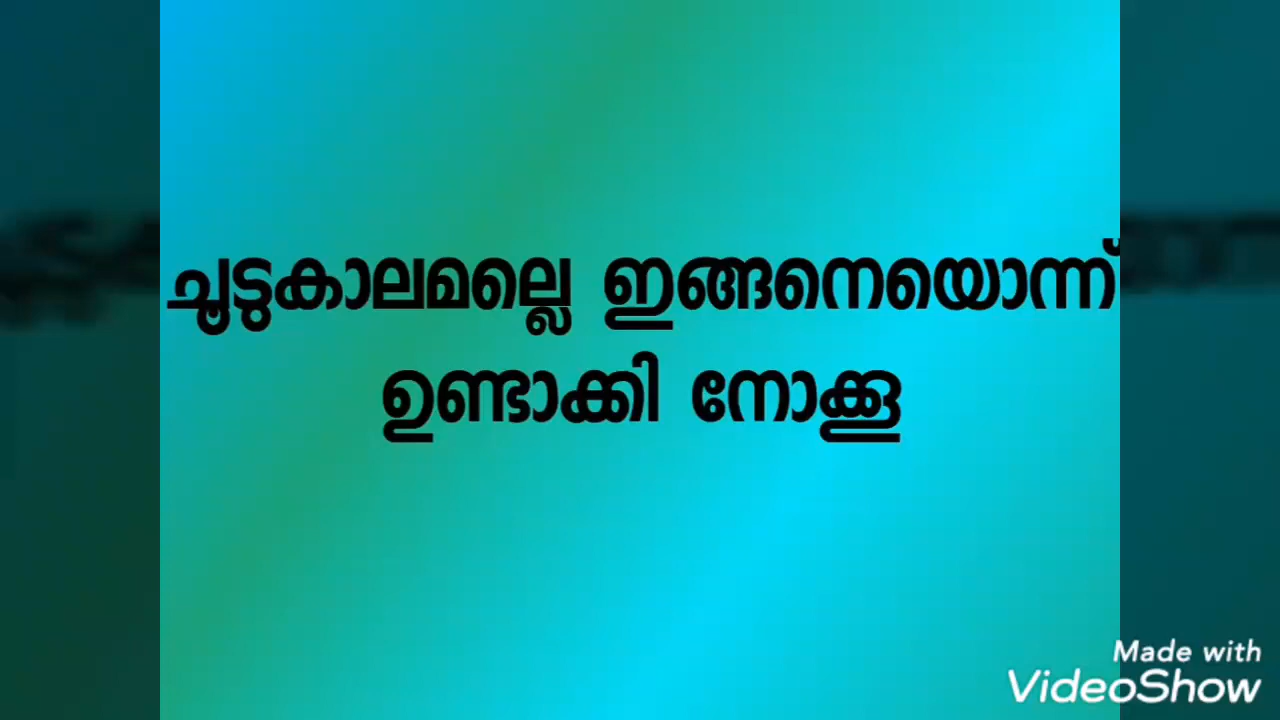 ചൂടുകാലമല്ലെ ഇങ്ങനെയൊന്ന്
ഉണ്ടാക്കി നോക്കൂ
Made with
VideoShow